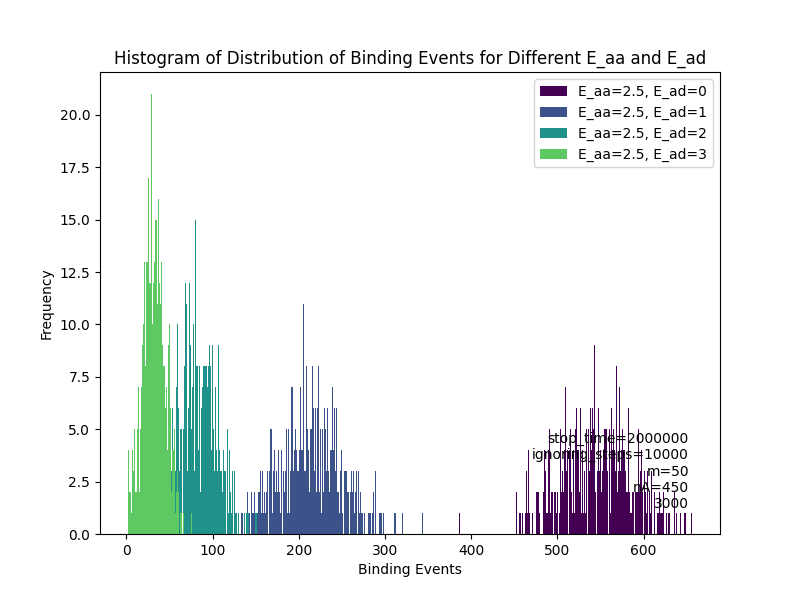 Histogram of Distribution of Binding Events for Different E_aa and E_ad
E_aa=2.5, E_ad=0
E_aa=2.5, E_ad=1
E_aa=2.5, E_ad=2
E_aa=2.5, E_ad=3
20.0
17.5
15.0
12.5
10.0
7.5
5.0
2.5
0.0
Frequency
stop_time=2000000
ignoring_steps=10000
m=50
nA=450
3000
0 100 200 300 400 500 600
Binding Events